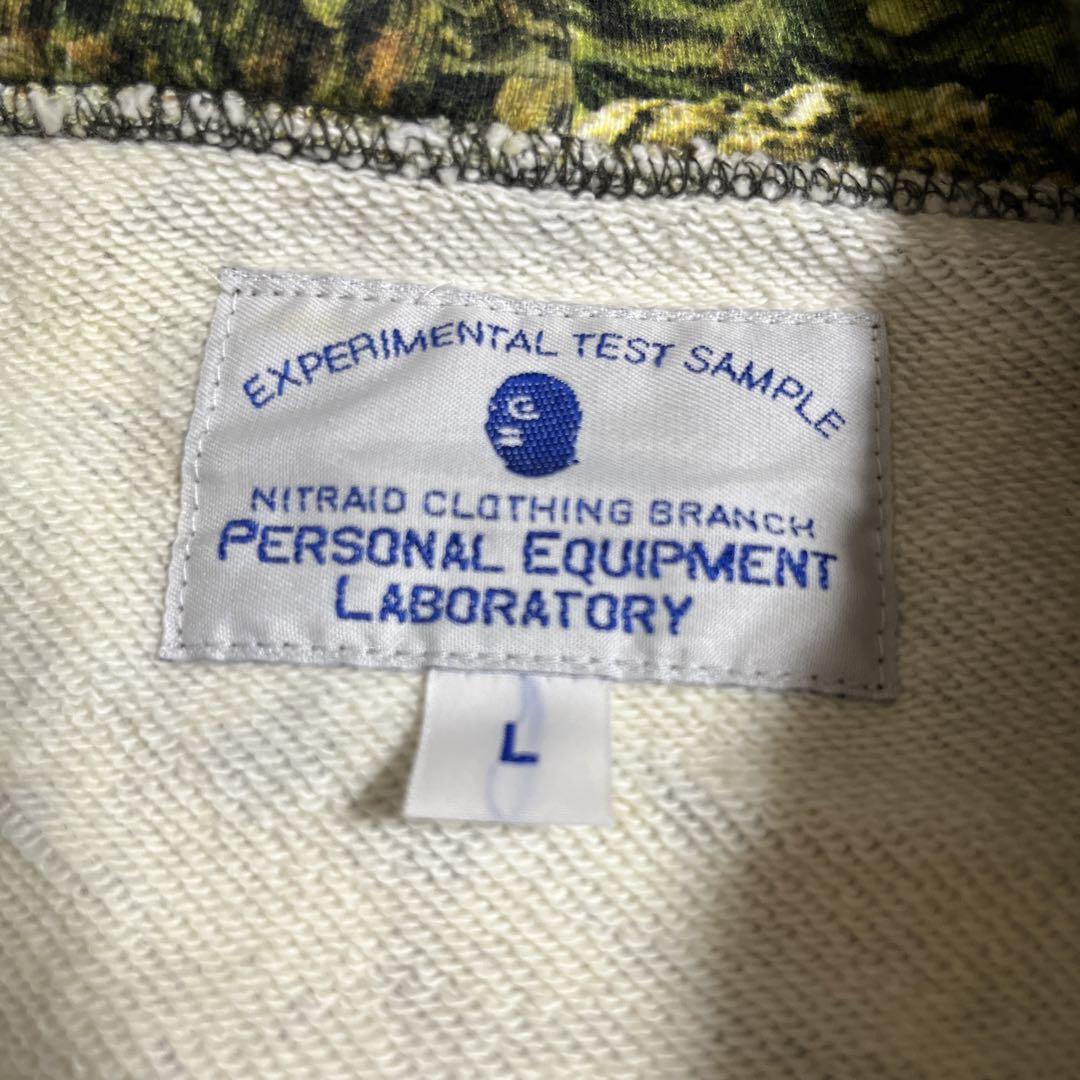 EXPERIMENTAL TEST SAMPLE
NITRAID CLOTHING BRANCH
PERSONAL EQUIPMENT
LABORATORY
L